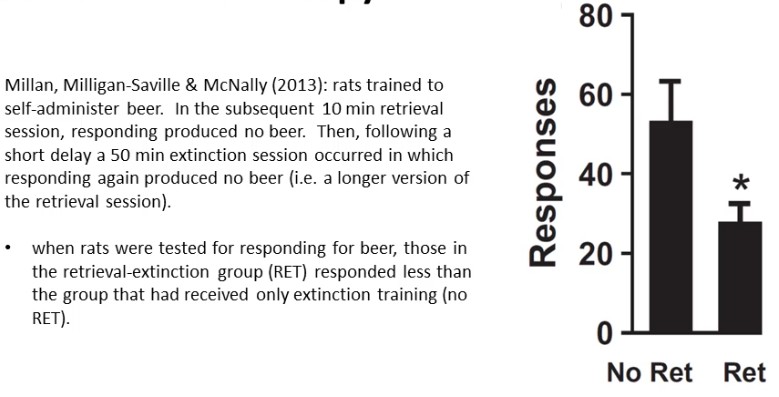 Millan, Milligan-Saville & McNally (2013): rats trained to
self-administer beer. In the subsequent 10 min retrieval
session, responding produced no beer. Then, following a
short delay a 50 min extinction session occurred in which
responding again produced no beer (i.e. a longer version of
the retrieval session).
• when rats were tested for responding for beer, those in
the retrieval-extinction group (RET) responded less than
the group that had received only extinction training (no
RET).
Responses
80
60
40
20
0
*
No Ret Ret